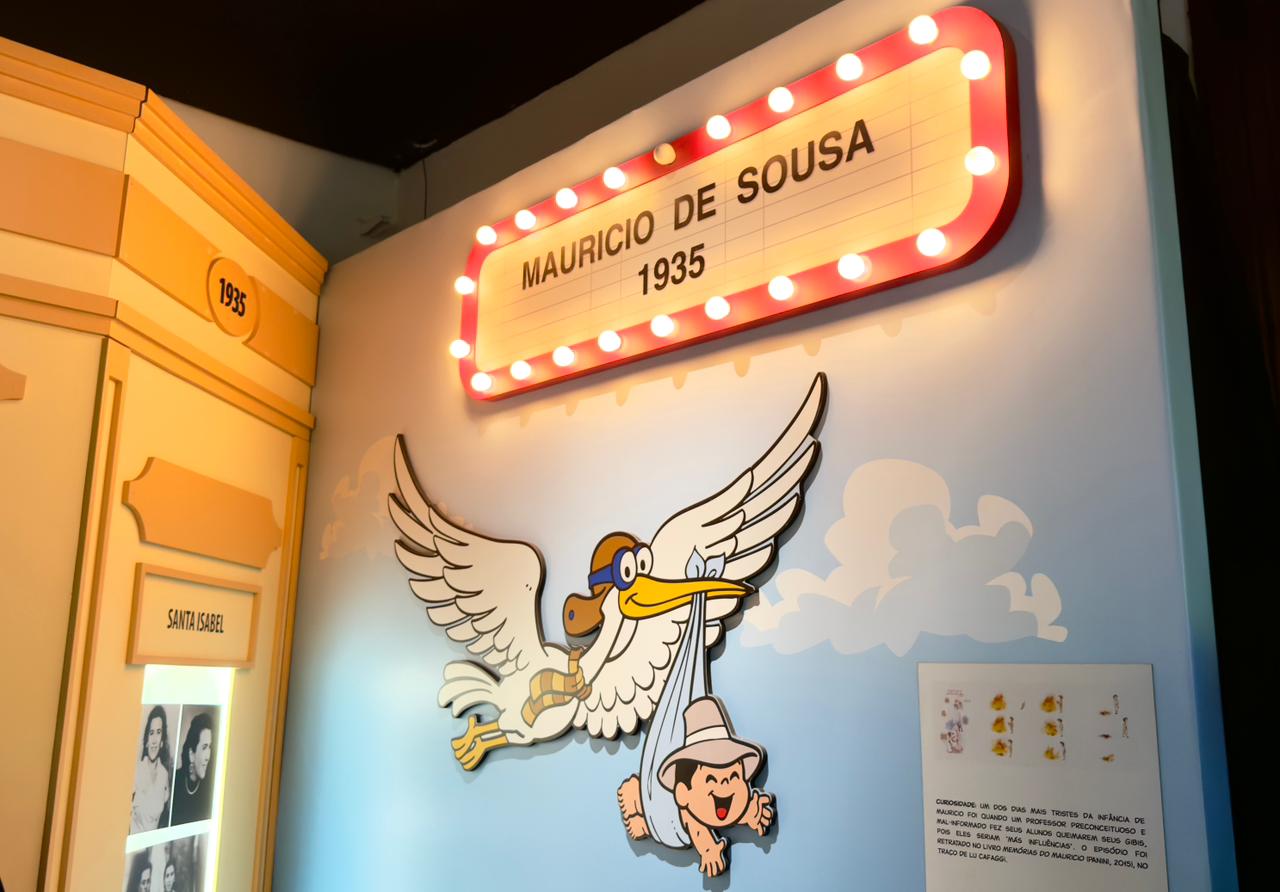 MAURICIO DE SOUSA
1935
1935
SANTA ISABEL
CURIOSIDADE: UM DOS DIAS MAIS TRISTES DA INFÂNCIA DE
MAURICIO FOI QUANDO UM PROFESSOR PRECONCEITUOSO E
MAL-INFORMADO FEZ SEUS ALUNOS QUEIMAREM SEUS GIBIS,
POIS ELES SERIAM "MÁS INFLUÊNCIAS". O EPISÓDIO FOI
RETRATADO NO LIVRO MEMÓRIAS DO MAURICIO (PANINI, 2015), NO
TRAÇO DE LU CAFAGGI.